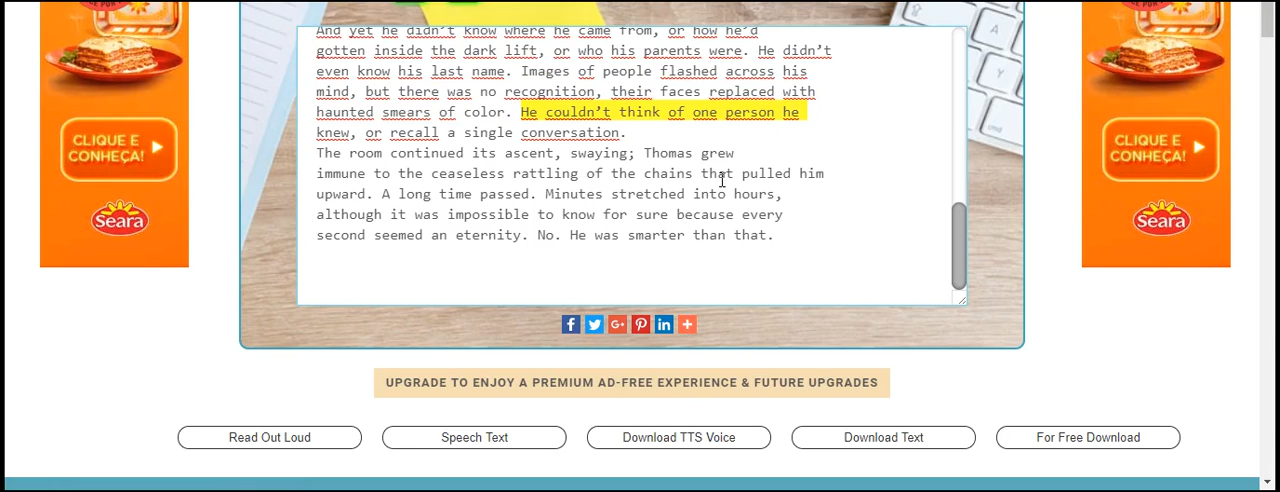 And yet he didn't know where he came from, or how he'd
gotten inside the dark lift, or who his parents were. He didn't
even know his last name. Images of people flashed across his
mind, but there was no recognition, their faces replaced with
haunted smears of color. He couldn't think of one person he
knew, or recall a single conversation.
The room continued its ascent, swaying; Thomas grew
immune to the ceaseless rattling of the chains that pulled him
upward. A long time passed. Minutes stretched into hours,
although it was impossible to know for sure because every
second seemed an eternity. No. He was smarter than that.
CLIQUE E
CONHEÇA!
Seara
CLIQUE E
CONHEÇA!
Seara
A
UPGRADE TO ENJOY A PREMIUM AD-FREE EXPERIENCE & FUTURE UPGRADES
Read Out Loud
Speech Text
Download TTS Voice
Download Text
For Free Download